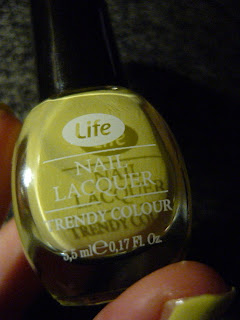 Life
NAIL
LACQUER
TRENDY COLOUR
5,5 ml e 0,17 Fl. Oz